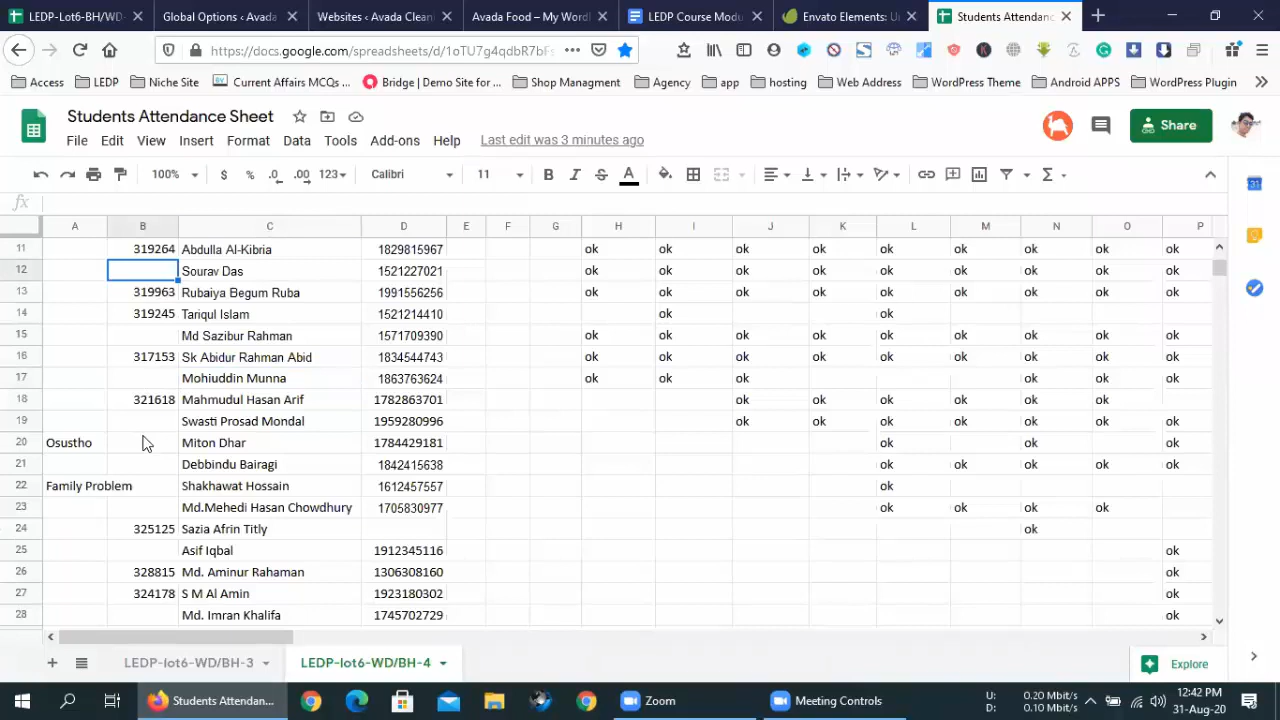 LEDP-Lot6-BH/WD-
Global Options ‹ Avada
Websites ‹ Avada Clean
Avada Food – My Word
LEDP Course Modu
Envato Elements: U
Students Attendance
https://docs.google.com/spreadsheets/d/1oTU7g4qdbR7bF
Access
LEDP
Niche Site
Current Affairs MCQs ...
Bridge | Demo Site for ...
Shop Managment
Agency
app
hosting
Web Address
WordPress Theme
Android APPS
WordPress Plugin
Students Attendance Sheet
File Edit View Insert Format Data Tools Add-ons Help Last edit was 3 minutes ago
Share
100% $ % .0 .00 123 Calibri 11 B I S A Σ
fx
A B C D E F G H I J K L M N O P
11 319264 Abdulla Al-Kibria 1829815967 ok ok ok ok ok ok ok ok ok
12 Sourav Das 1521227021 ok ok ok ok ok ok ok ok ok
13 319963 Rubaiya Begum Ruba 1991556256 ok ok ok ok ok ok ok ok ok
14 319245 Tariqul Islam 1521214410 ok ok
15 Md Sazibur Rahman 1571709390 ok ok ok ok ok ok ok ok ok
16 317153 Sk Abidur Rahman Abid 1834544743 ok ok ok ok ok ok ok ok ok
17 Mohiuddin Munna 1863763624 ok ok ok ok ok ok
18 321618 Mahmudul Hasan Arif 1782863701 ok ok ok ok ok ok
19 Swasti Prosad Mondal 1959280996 ok ok ok ok ok ok ok
20 Osustho Miton Dhar 1784429181 ok ok ok
21 Debbindu Bairagi 1842415638 ok ok ok ok ok
22 Family Problem Shakhawat Hossain 1612457557 ok
23 Md.Mehedi Hasan Chowdhury 1705830977 ok ok ok ok
24 325125 Sazia Afrin Titly ok
25 Asif Iqbal 1912345116 ok
26 328815 Md. Aminur Rahaman 1306308160 ok
27 324178 S M Al Amin 1923180302 ok
28 Md. Imran Khalifa 1745702729 ok
LEDP-lot6-WD/BH-3
LEDP-lot6-WD/BH-4
Explore
Students Attendan...
Zoom
Meeting Controls
U: 0.20 Mbit/s
D: 0.10 Mbit/s
12:42 PM
31-Aug-20